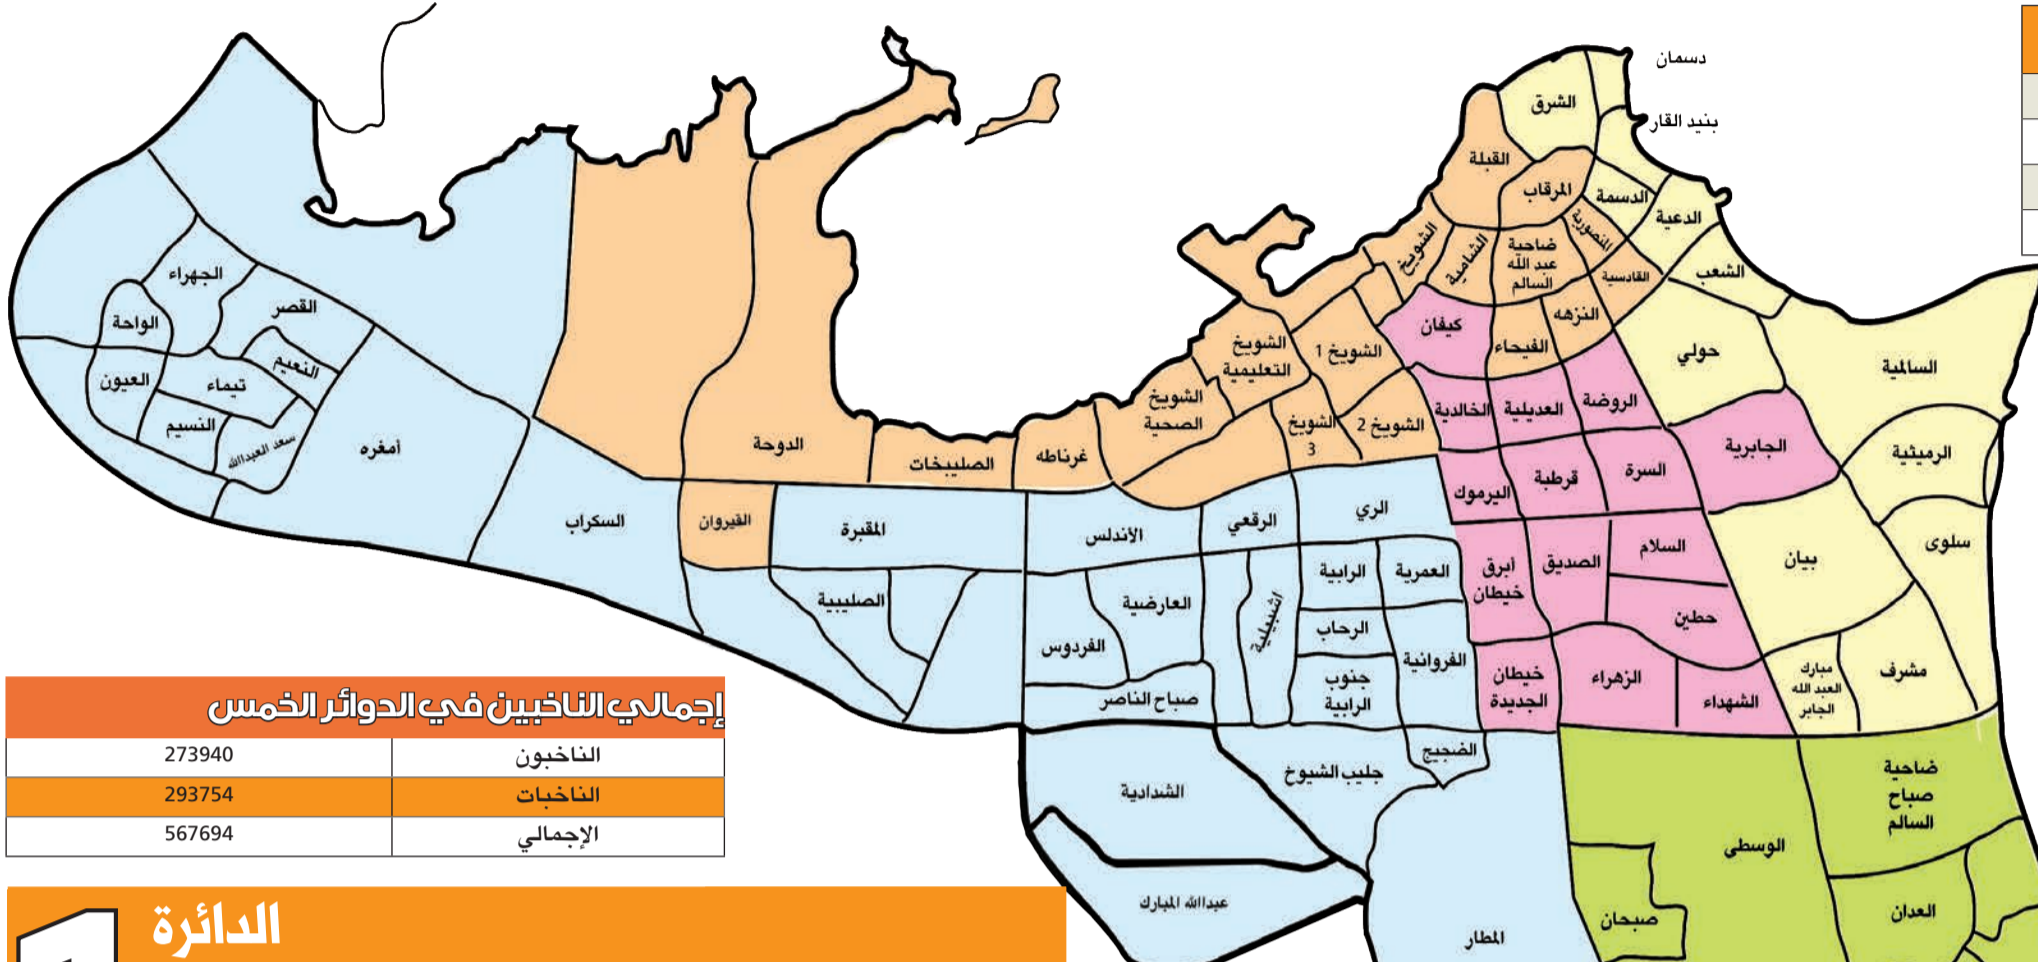 دسمان
الشرق
بنيد القار
القبلة
المرقاب
الدسمة
الدعية
المنصورية
الشويخ
الشامية
ضاحية
عبد الله
السالم
القادسية
الشعب
الجهراء
القصر
الواحة
النعيم
كيفان
النزهه
الفيحاء
حولي
السالمية
الشويخ
التعليمية
الشويخ 1
العيون
تيماء
النسيم
سعد العبدالله
أمغره
الدوحة
الصليبخات
غرناطه
الشويخ
الصحية
الشويخ
3
الشويخ 2
الخالدية
العديلية
الروضة
الجابرية
الرميثية
السكراب
القيروان
المقبرة
الأندلس
الرقعي
الري
اليرموك
قرطبة
السرة
بيان
سلوى
الصليبية
العارضية
الفردوس
اشبيلية
الرابية
العمرية
أبرق
خيطان
الصديق
السلام
حطين
الرحاب
الفروانية
جنوب
الرابية
صباح الناصر
خيطان
الجديدة
الزهراء
الشهداء
مبارك
العبد الله
الجابر
مشرف
الضجيج
جليب الشيوخ
الشدادية
عبدالله المبارك
المطار
الوسطى
ضاحية
صباح
السالم
صبحان
العدان
إجمالي الناخبين في الدوائر الخمس
الناخبون 273940
الناخبات 293754
الإجمالي 567694
الدائرة